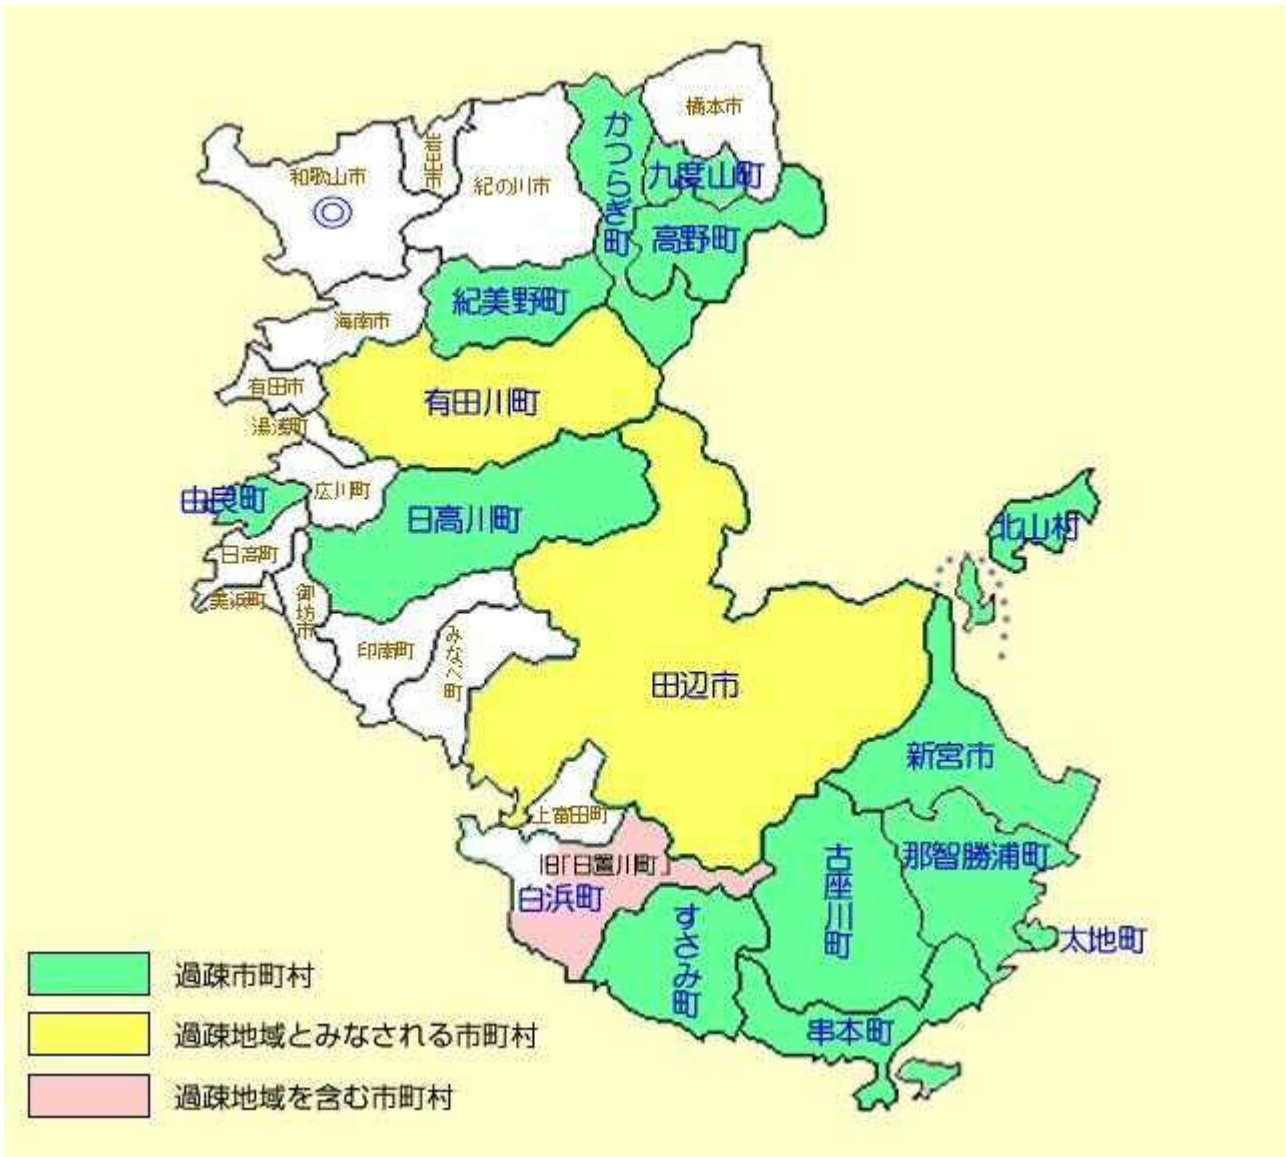 橋本市
かつらぎ町
岩出市
和歌山市
紀の川市
九度山町
高野町
紀美野町
海南市
有田市
有田川町
湯浅町
広川町
由良町
日高川町
北山村
日高町
美浜町
御坊市
印南町
みなべ町
田辺市
新宮市
上富田町
旧「日置川町」
白浜町
古座川町
那智勝浦町
すさみ町
太地町
串本町
過疎市町村
過疎地域とみなされる市町村
過疎地域を含む市町村